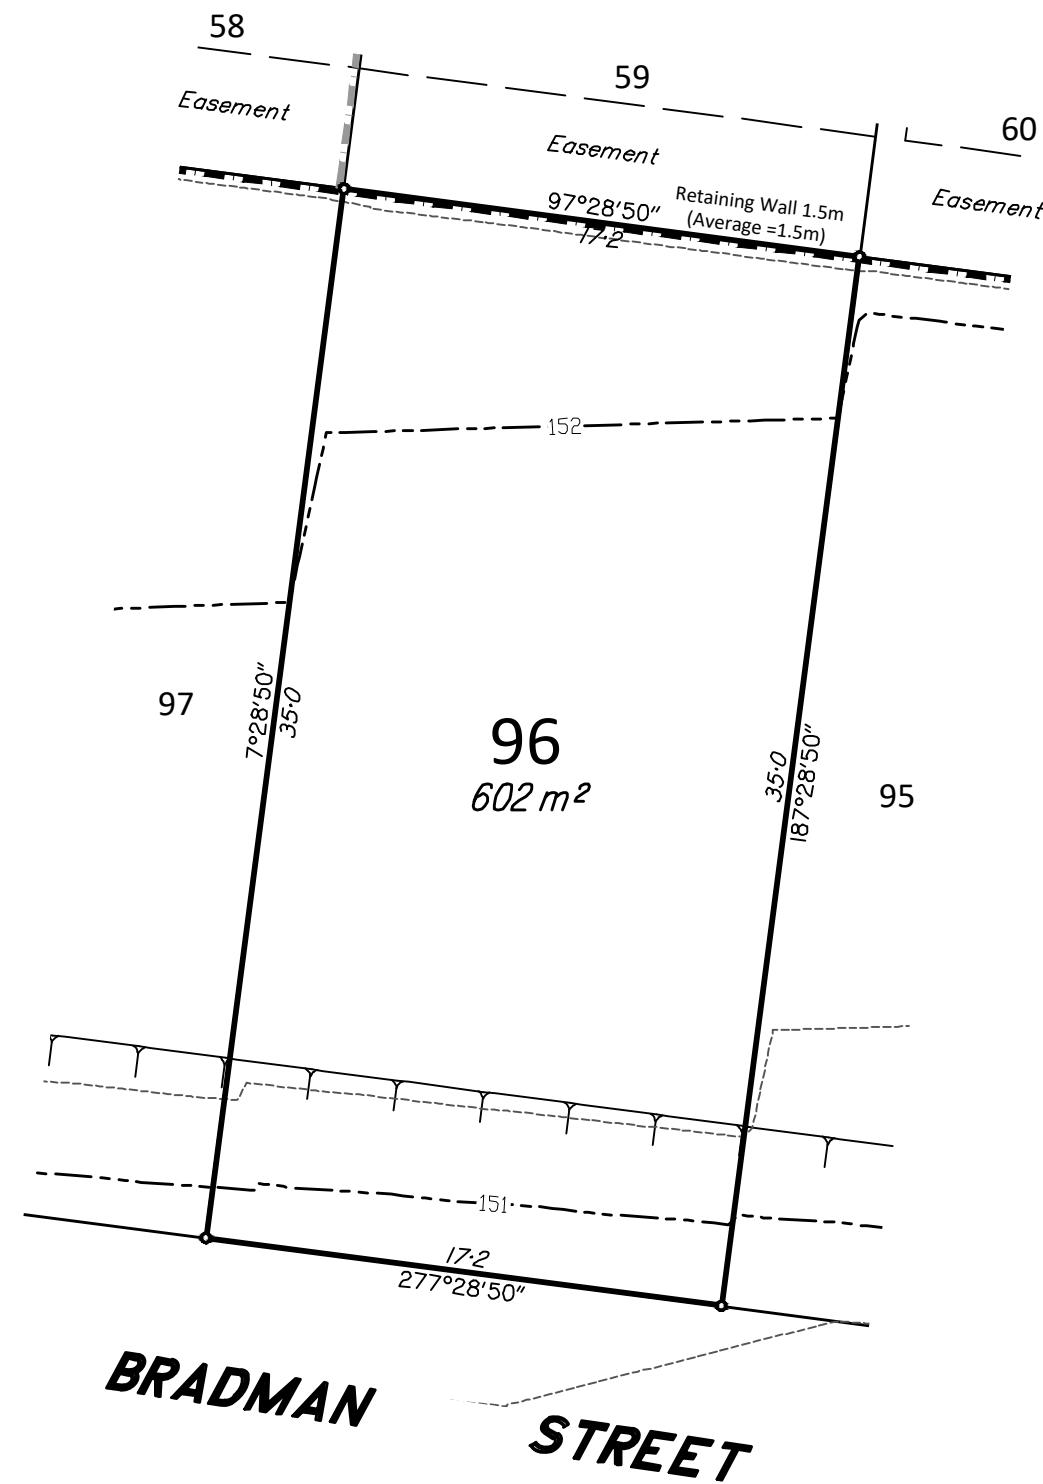 58
59
60
Easement
Easement
Easement
Retaining Wall 1.5m
(Average =1.5m)
97°28'50"
17·2
152
97
7°28'50"
35·0
96
602 m²
35·0
187°28'50"
95
151
17·2
277°28'50"
BRADMAN STREET